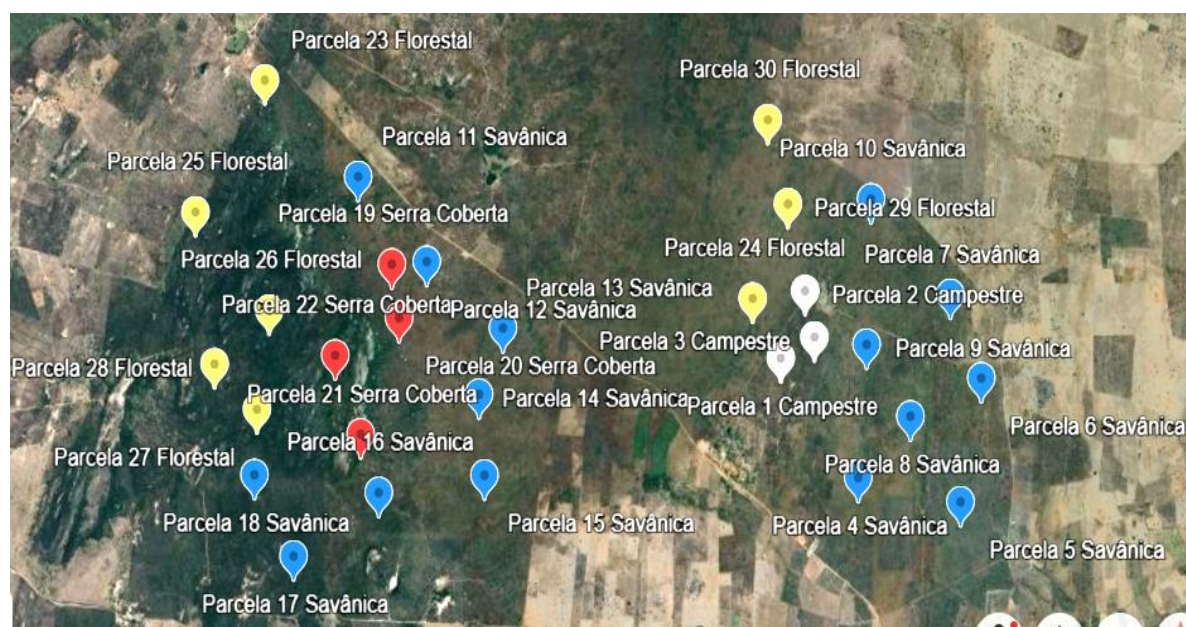 Parcela 23 Florestal
Parcela 30 Florestal
Parcela 11 Savânica
Parcela 10 Savânica
Parcela 25 Florestal
Parcela 19 Serra Coberta
Parcela 29 Florestal
Parcela 26 Florestal
Parcela 24 Florestal
Parcela 7 Savânica
Parcela 13 Savânica
Parcela 2 Campestre
Parcela 22 Serra Coberta
Parcela 12 Savânica
Parcela 3 Campestre
Parcela 9 Savânica
Parcela 28 Florestal
Parcela 20 Serra Coberta
Parcela 21 Serra Coberta
Parcela 14 Savânica
Parcela 1 Campestre
Parcela 6 Savânica
Parcela 16 Savânica
Parcela 27 Florestal
Parcela 8 Savânica
Parcela 18 Savânica
Parcela 15 Savânica
Parcela 4 Savânica
Parcela 5 Savânica
Parcela 17 Savânica